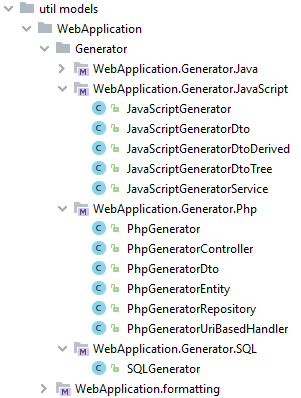 util models
WebApplication
Generator
WebApplication.Generator.Java
WebApplication.Generator.JavaScript
JavaScriptGenerator
JavaScriptGeneratorDto
JavaScriptGeneratorDtoDerived
JavaScriptGeneratorDtoTree
JavaScriptGeneratorService
WebApplication.Generator.Php
PhpGenerator
PhpGeneratorController
PhpGeneratorDto
PhpGeneratorEntity
PhpGeneratorRepository
PhpGeneratorUriBasedHandler
WebApplication.Generator.SQL
SQLGenerator
WebApplication.formatting